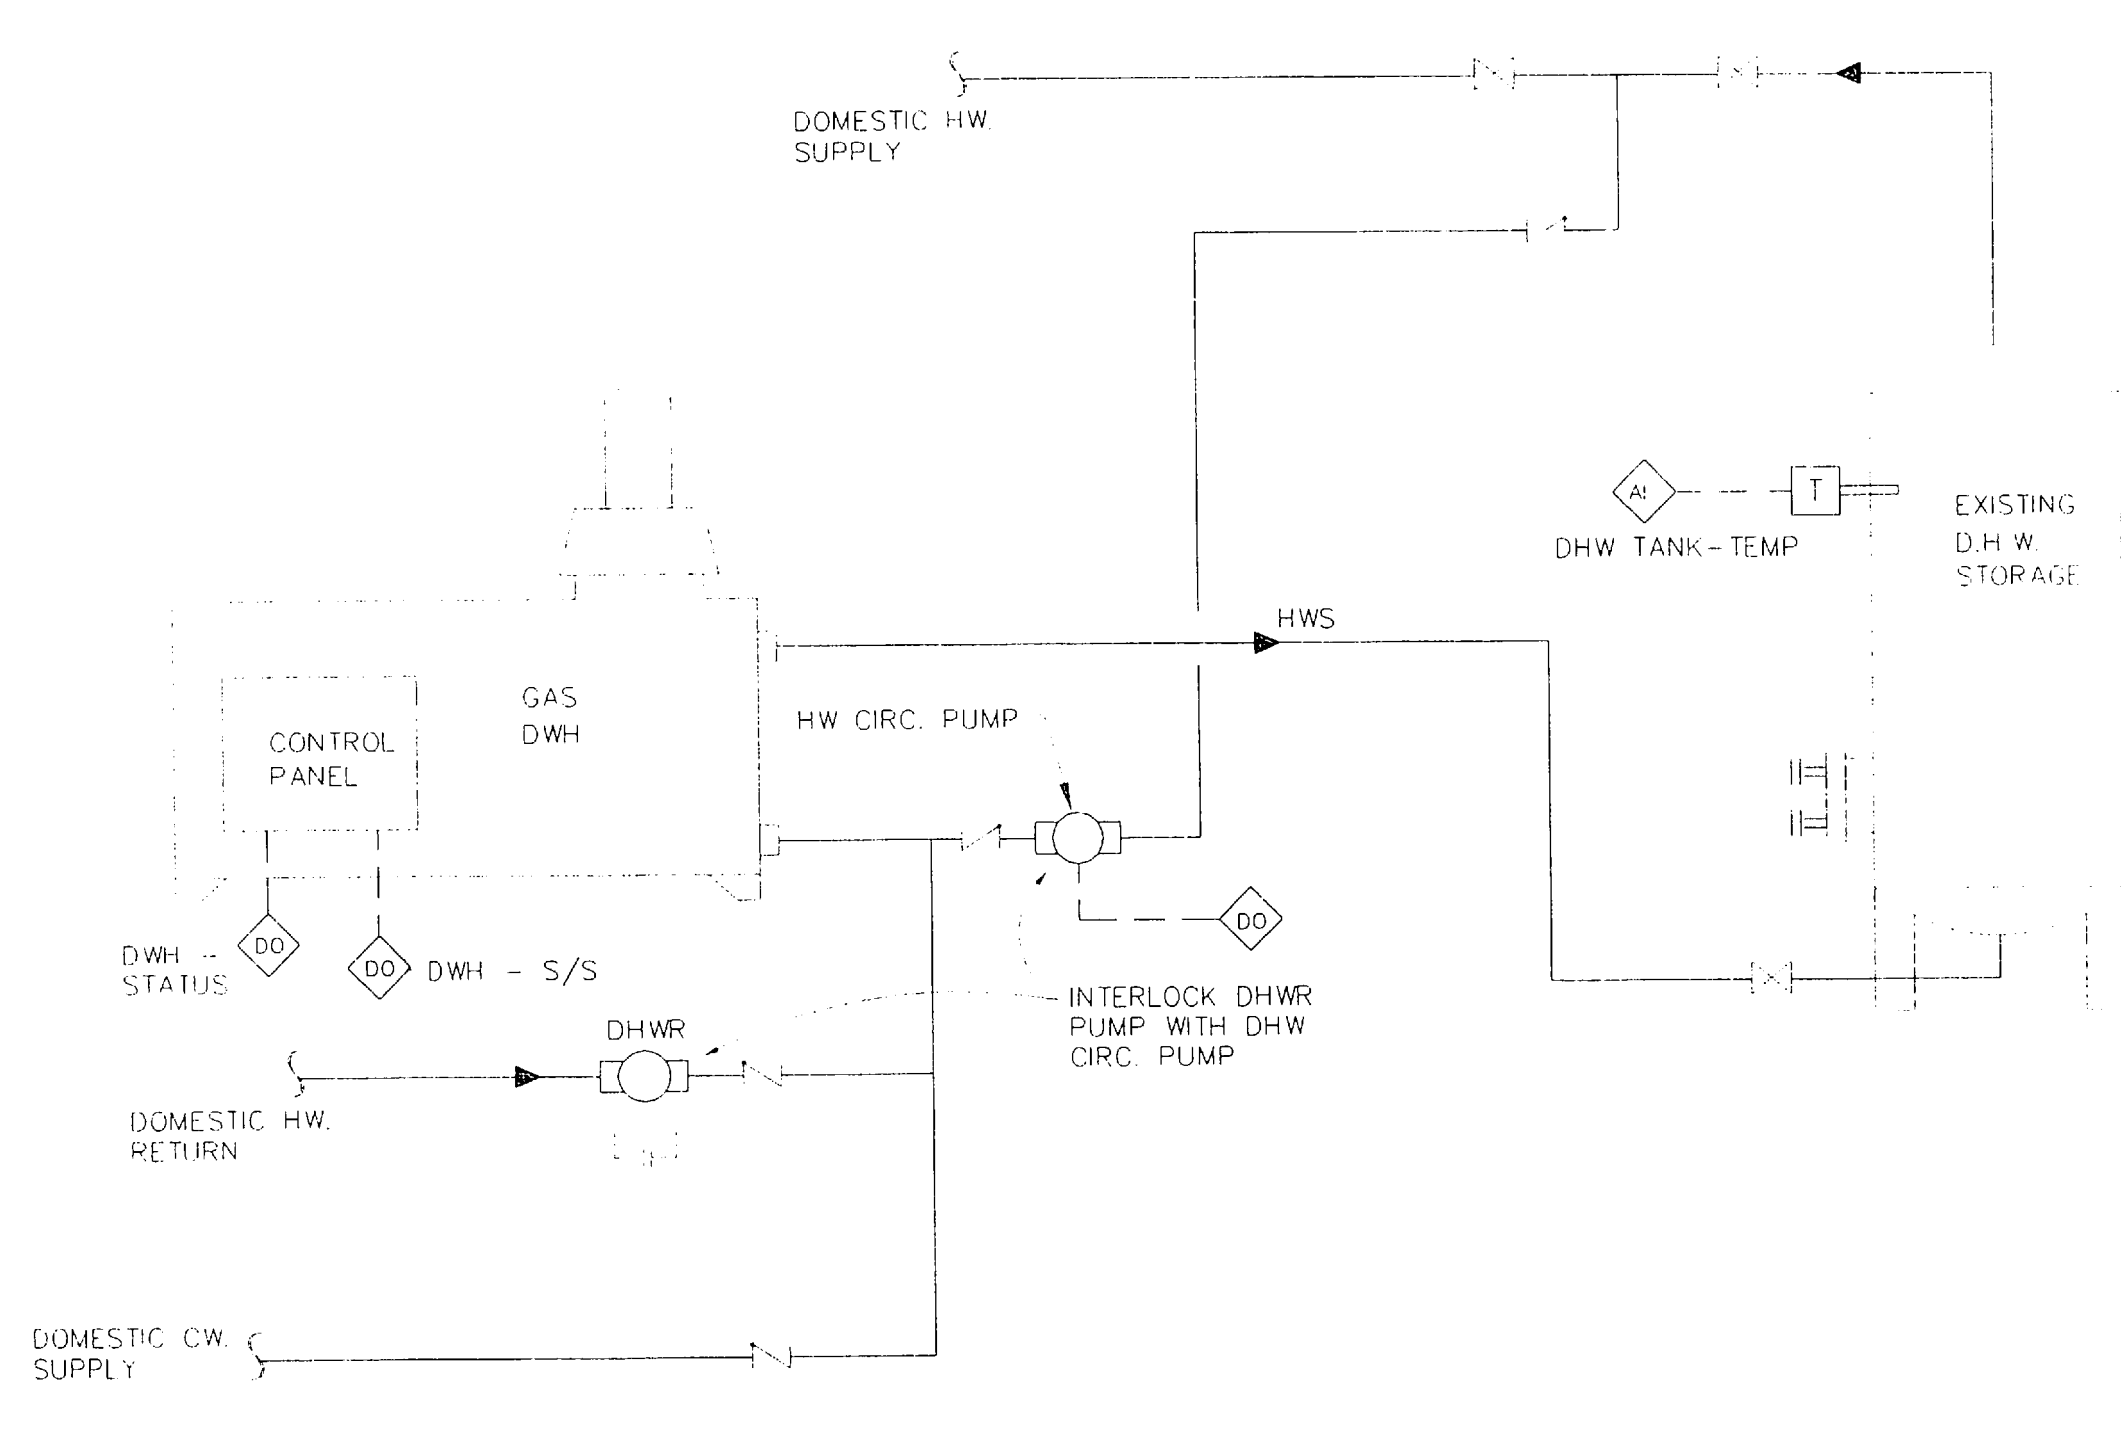 DOMESTIC HW.
SUPPLY
AI
T
DHW TANK-TEMP
EXISTING
D.H.W.
STORAGE
HWS
GAS
DWH
HW CIRC. PUMP
CONTROL
PANEL
DO
DWH -
STATUS
DO
DWH - S/S
DO
INTERLOCK DHWR
PUMP WITH DHW
CIRC. PUMP
DHWR
DOMESTIC HW.
RETURN
DOMESTIC CW.
SUPPLY